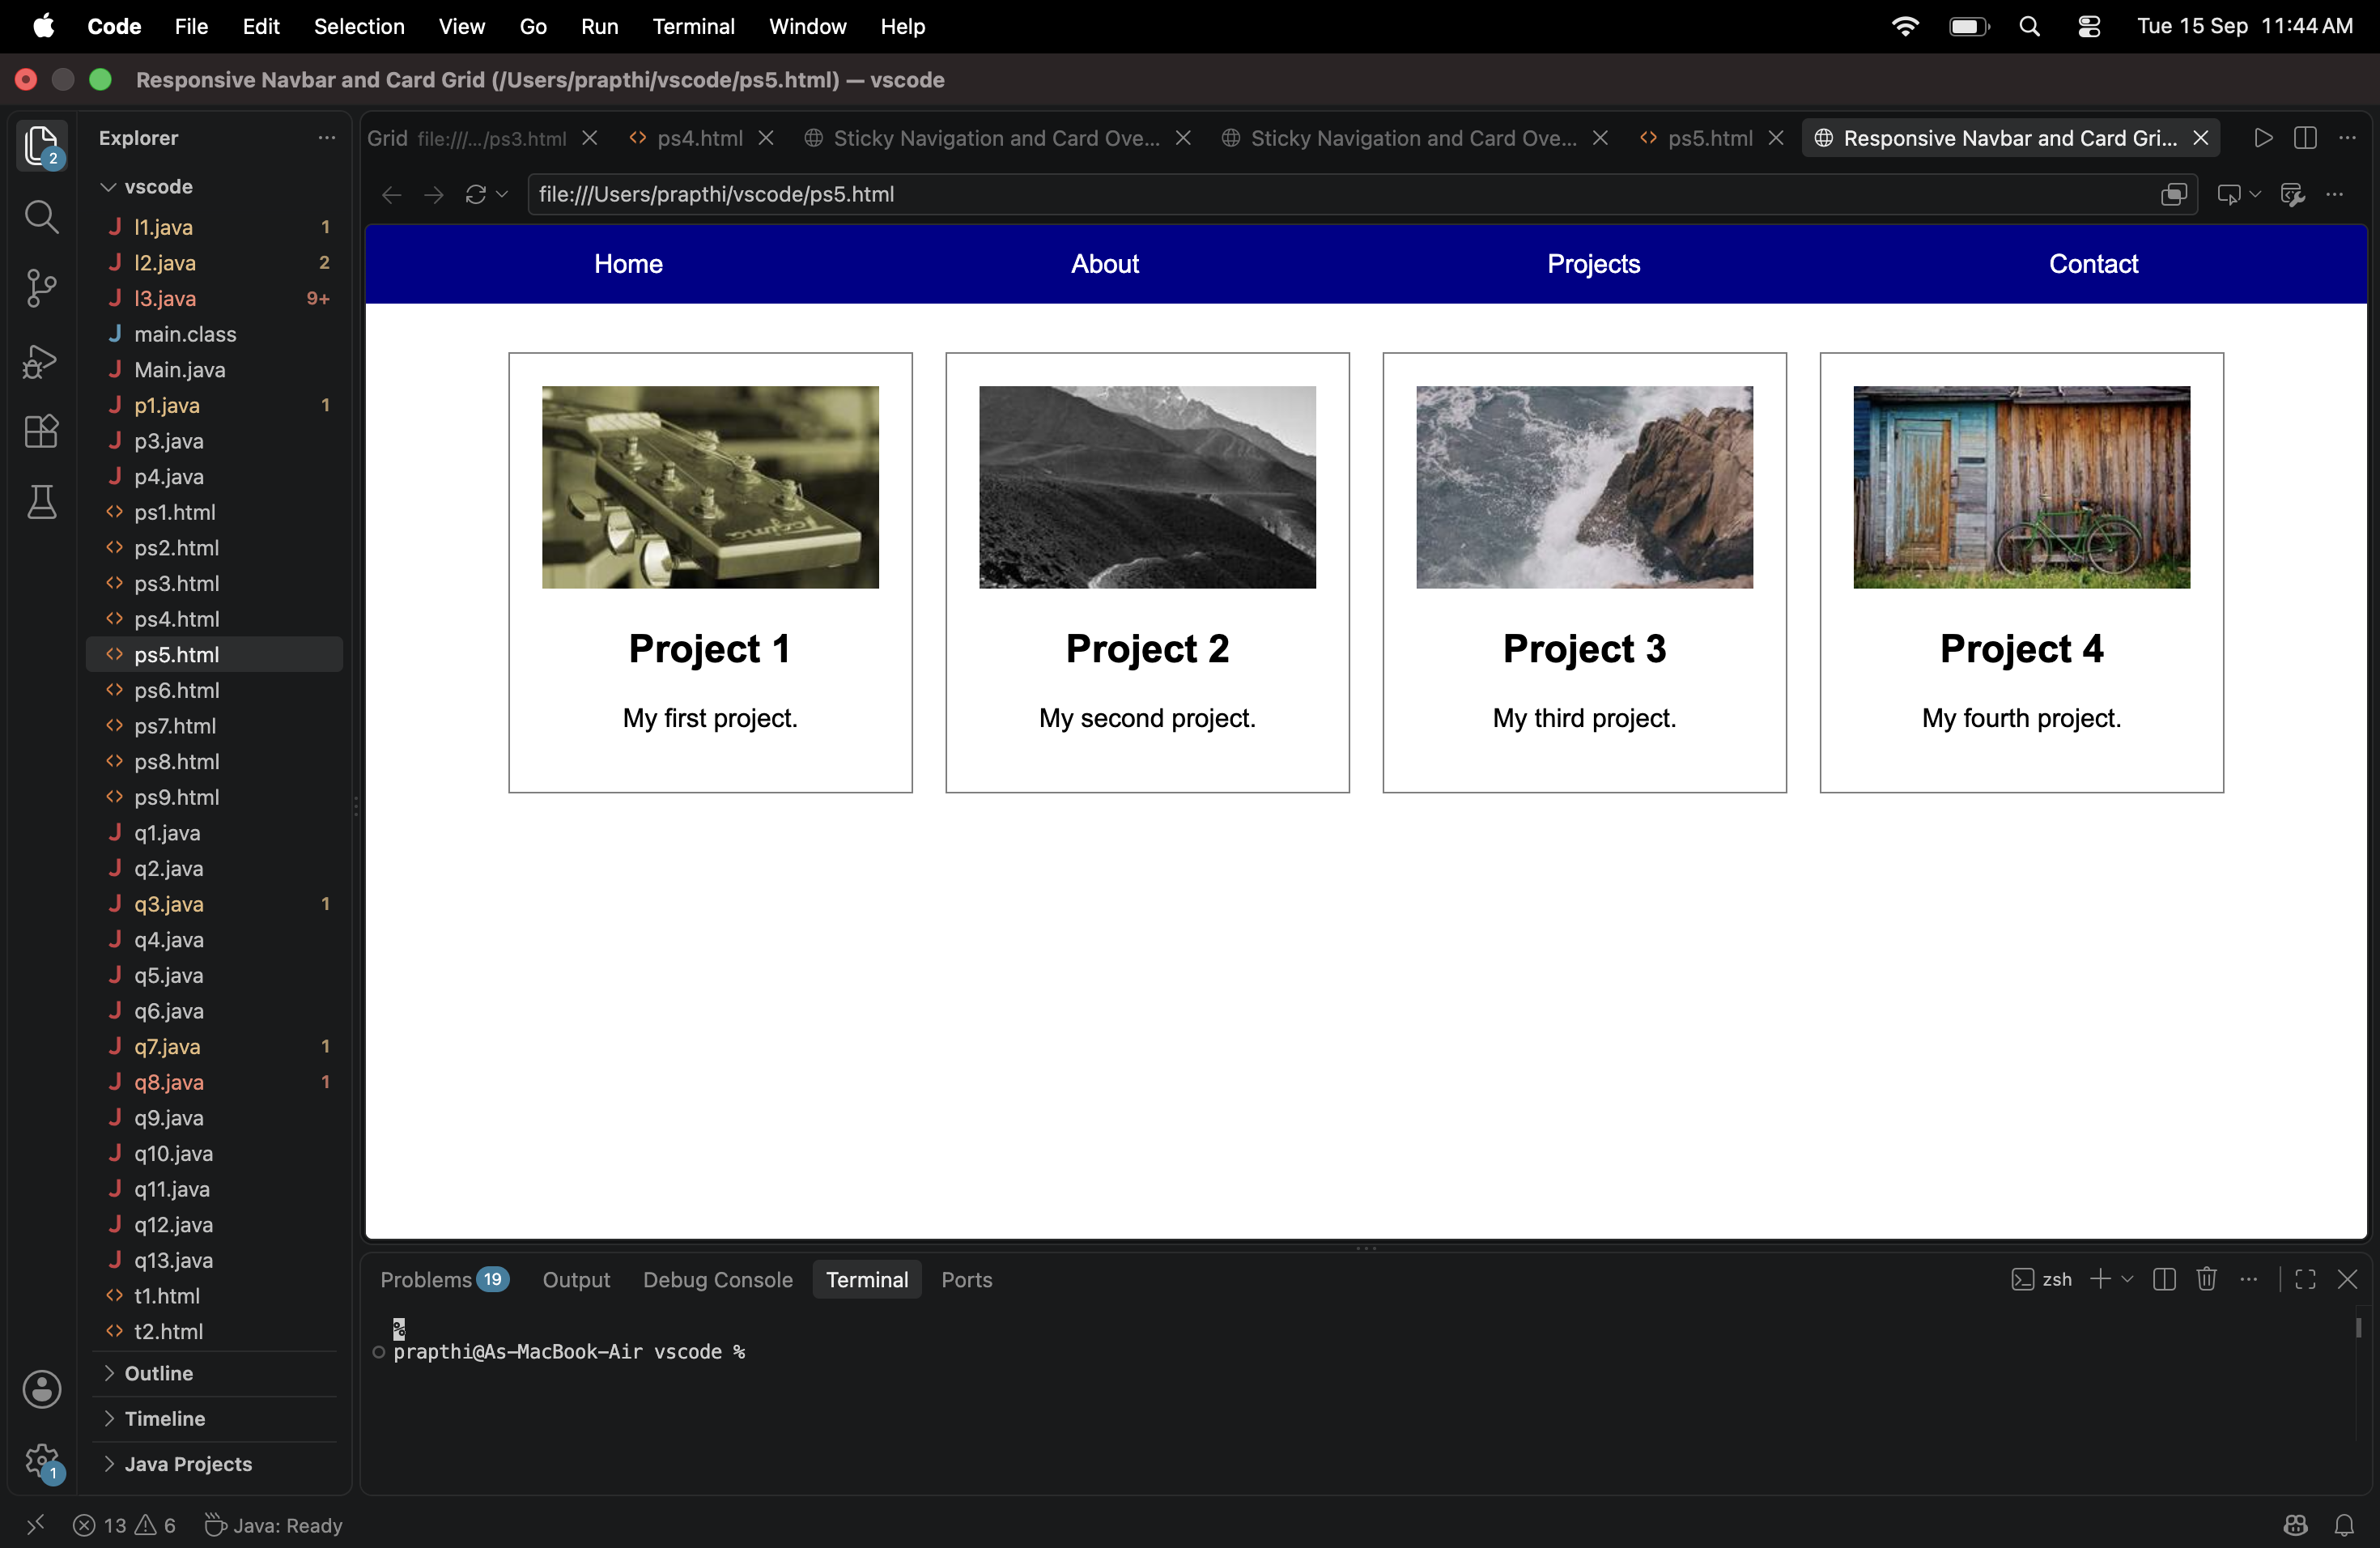 Code File Edit Selection View Go Run Terminal Window Help Tue 15 Sep 11:44 AM
Responsive Navbar and Card Grid (/Users/prapthi/vscode/ps5.html) — vscode
Explorer
2
Grid file:///.../ps3.html
ps4.html
Sticky Navigation and Card Ove...
Sticky Navigation and Card Ove...
ps5.html
Responsive Navbar and Card Gri...
file:///Users/prapthi/vscode/ps5.html
vscode
l1.java 1
l2.java 2
l3.java 9+
main.class
Main.java
p1.java 1
p3.java
p4.java
ps1.html
ps2.html
ps3.html
ps4.html
ps5.html
ps6.html
ps7.html
ps8.html
ps9.html
q1.java
q2.java
q3.java 1
q4.java
q5.java
q6.java
q7.java 1
q8.java 1
q9.java
q10.java
q11.java
q12.java
q13.java
t1.html
t2.html
Outline
Timeline
Java Projects
1
Home About Projects Contact
Project 1
My first project.
Project 2
My second project.
Project 3
My third project.
Project 4
My fourth project.
Problems 19 Output Debug Console Terminal Ports zsh
%
prapthi@As-MacBook-Air vscode %
13 6 Java: Ready